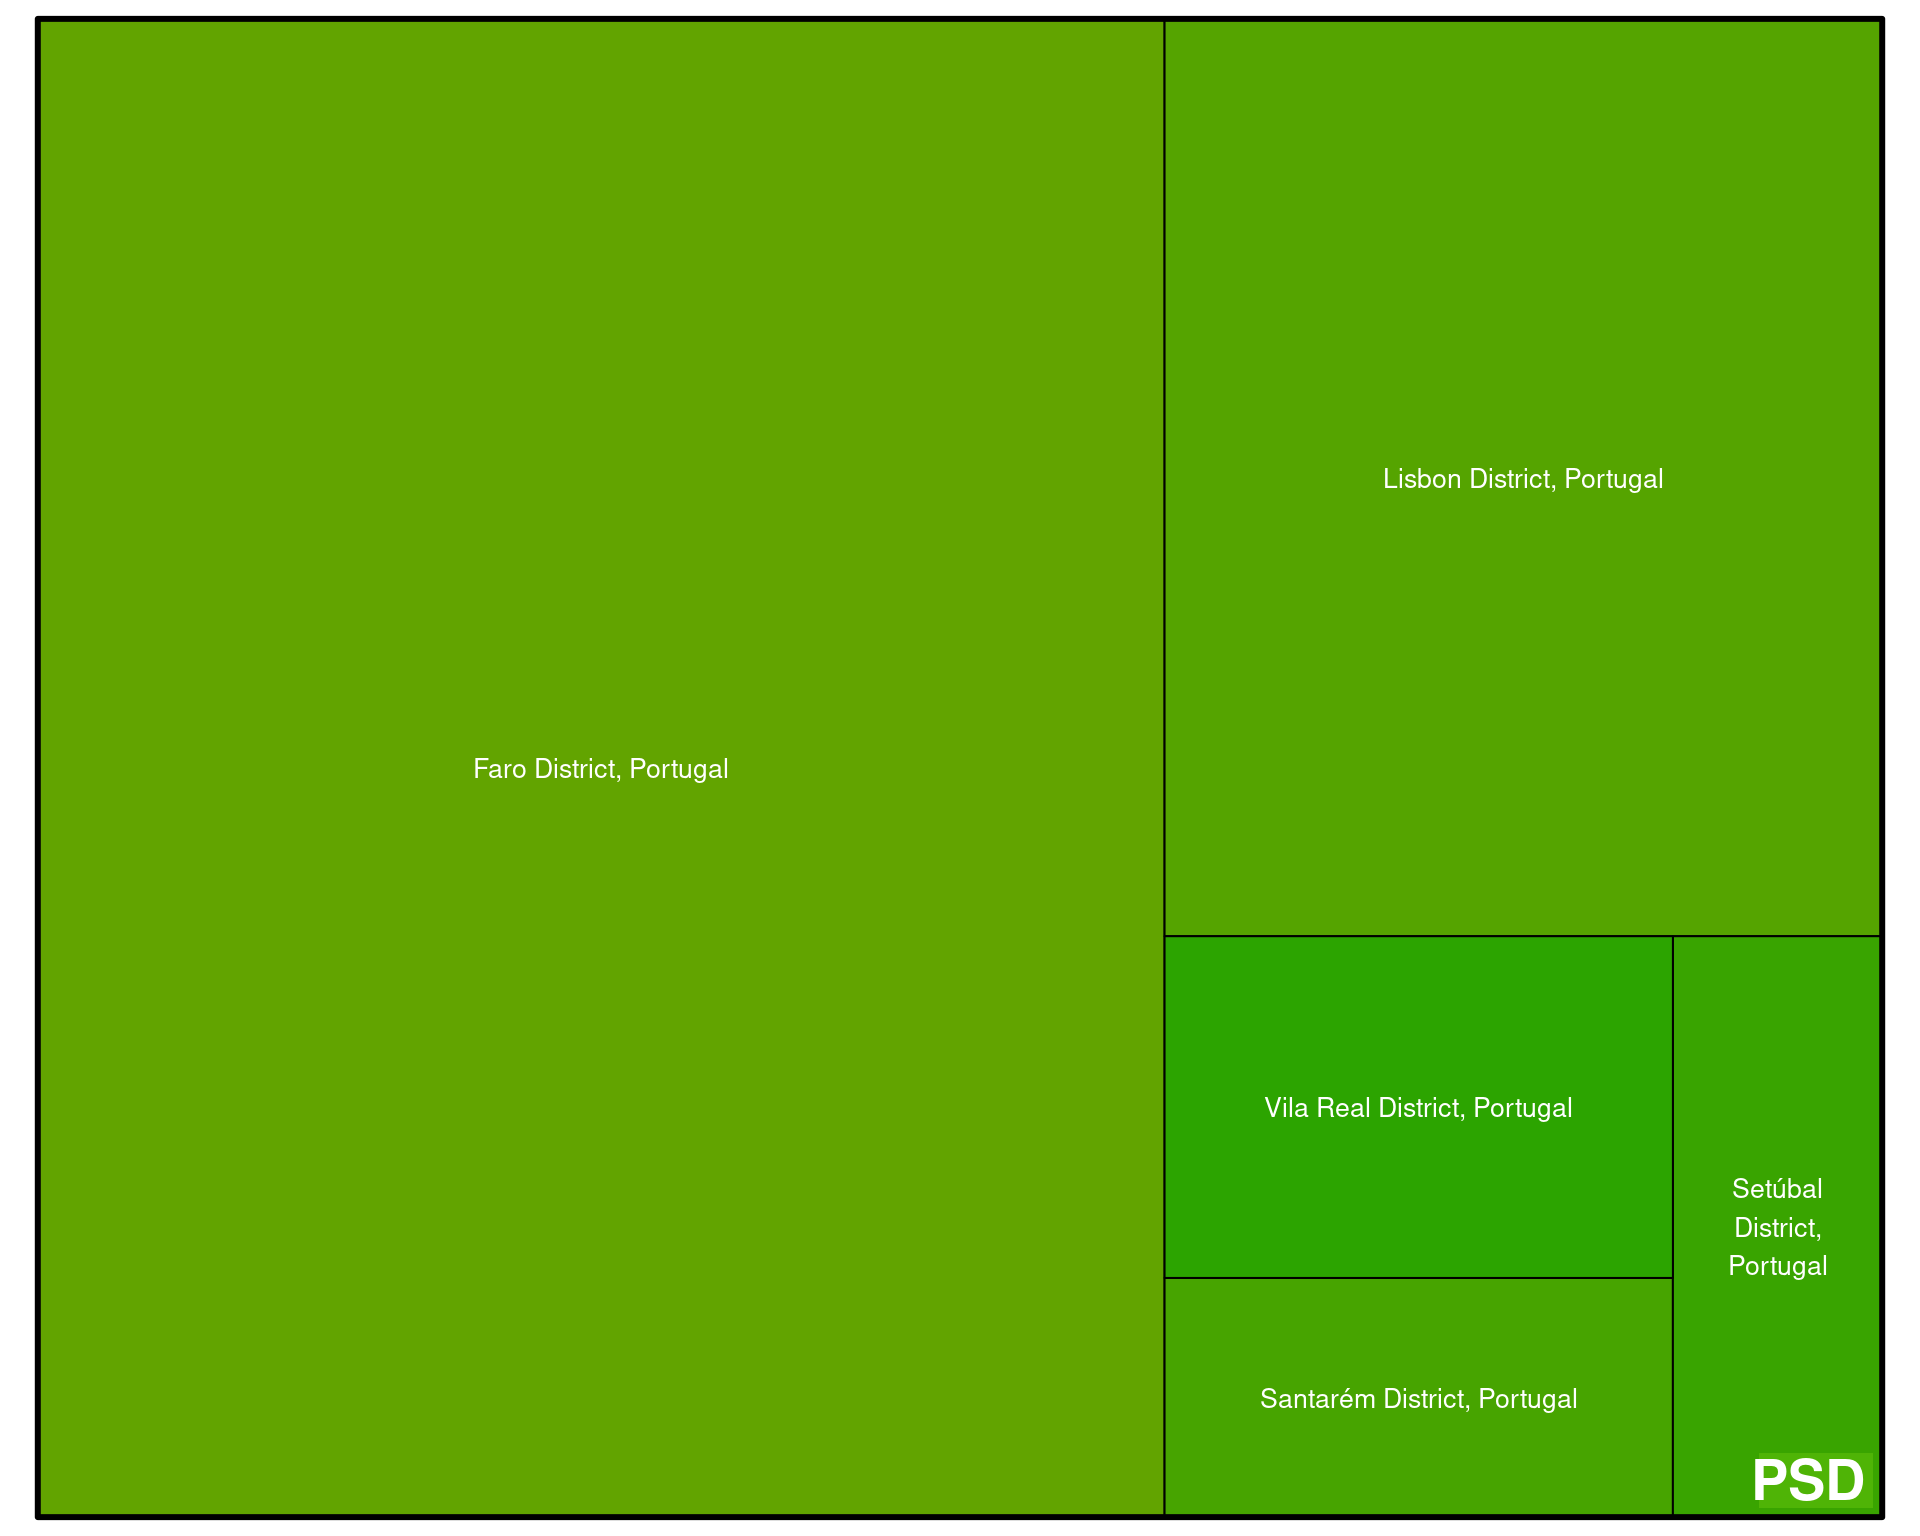 Faro District, Portugal
Lisbon District, Portugal
Vila Real District, Portugal
Santarém District, Portugal
Setúbal
District,
Portugal
PSD